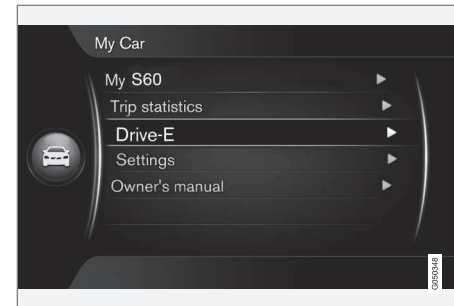 My Car
My S60
Trip statistics
Drive-E
Settings
Owner's manual
G050348